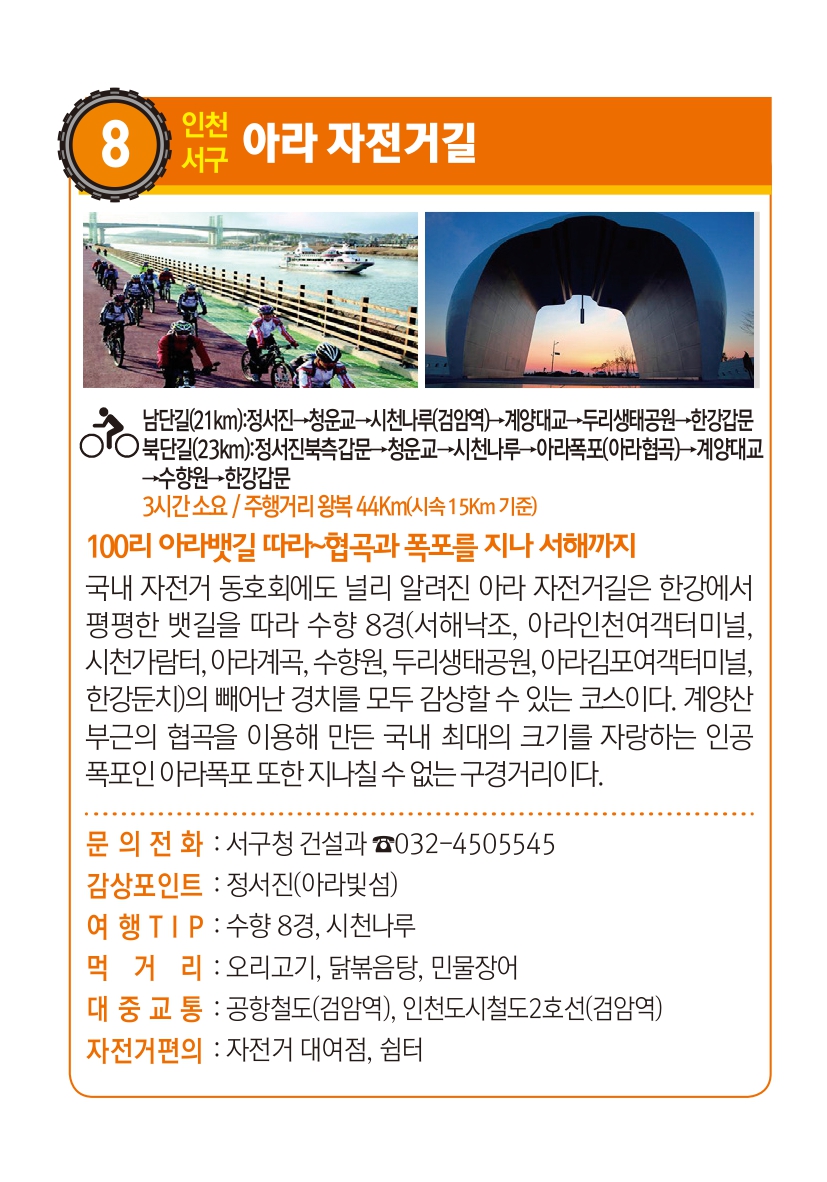 8
인천
서구
아라 자전거길
남단길(21km):정서진→청운교→시천나루(검암역)→계양대교→두리생태공원→한강갑문
북단길(23km):정서진북측갑문→청운교→시천나루→아라폭포(아라협곡)→계양대교
→수향원→한강갑문
3시간 소요 / 주행거리 왕복 44Km(시속 15Km 기준)
100리 아라뱃길 따라~협곡과 폭포를 지나 서해까지
국내 자전거 동호회에도 널리 알려진 아라 자전거길은 한강에서
평평한 뱃길을 따라 수향 8경(서해낙조, 아라인천여객터미널,
시천가람터, 아라계곡, 수향원, 두리생태공원, 아라김포여객터미널,
한강둔치)의 빼어난 경치를 모두 감상할 수 있는 코스이다. 계양산
부근의 협곡을 이용해 만든 국내 최대의 크기를 자랑하는 인공
폭포인 아라폭포 또한 지나칠 수 없는 구경거리이다.
문의전화 : 서구청 건설과 ☎032-4505545
감상포인트 : 정서진(아라빛섬)
여행TIP : 수향 8경, 시천나루
먹거리 : 오리고기, 닭볶음탕, 민물장어
대중교통 : 공항철도(검암역), 인천도시철도2호선(검암역)
자전거편의 : 자전거 대여점, 쉼터